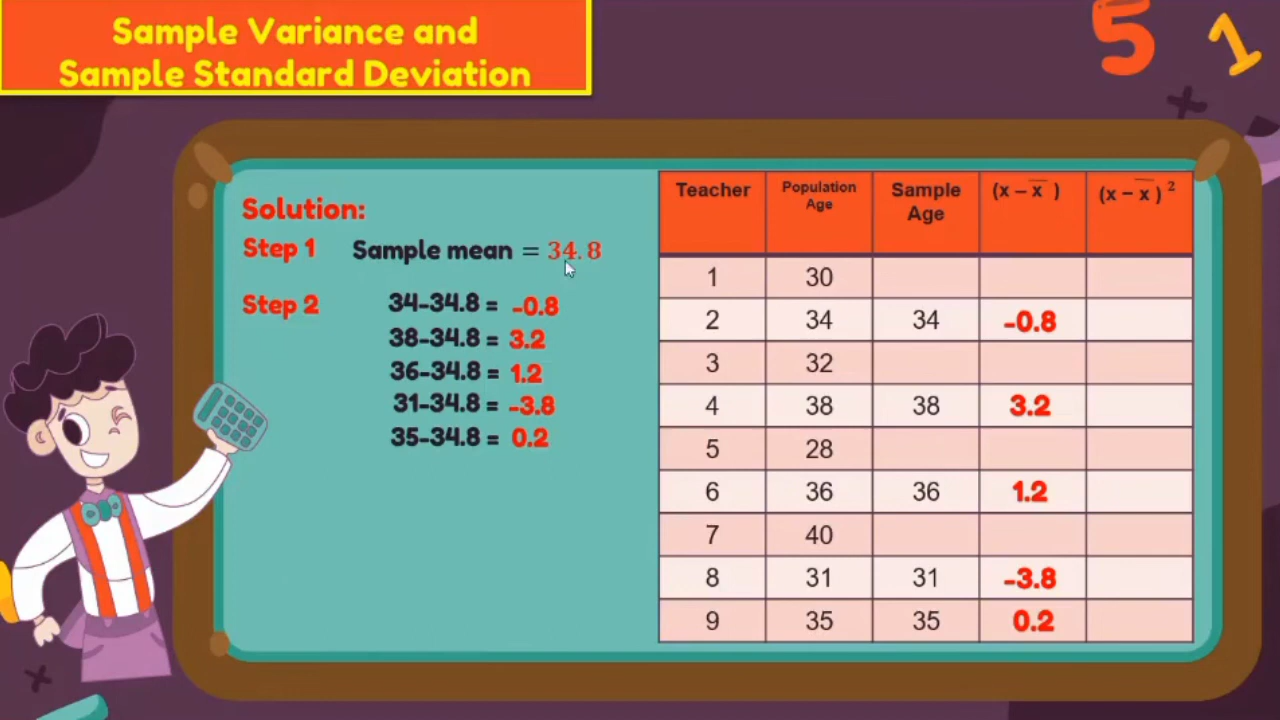 Sample Variance and
Sample Standard Deviation
5 1
Solution:
Step 1 Sample mean = 34.8
Step 2 34-34.8 = -0.8
38-34.8 = 3.2
36-34.8 = 1.2
31-34.8 = -3.8
35-34.8 = 0.2
Teacher Population Age Sample Age (x – x̄ ) (x – x̄ )²
1 30
2 34 34 -0.8
3 32
4 38 38 3.2
5 28
6 36 36 1.2
7 40
8 31 31 -3.8
9 35 35 0.2